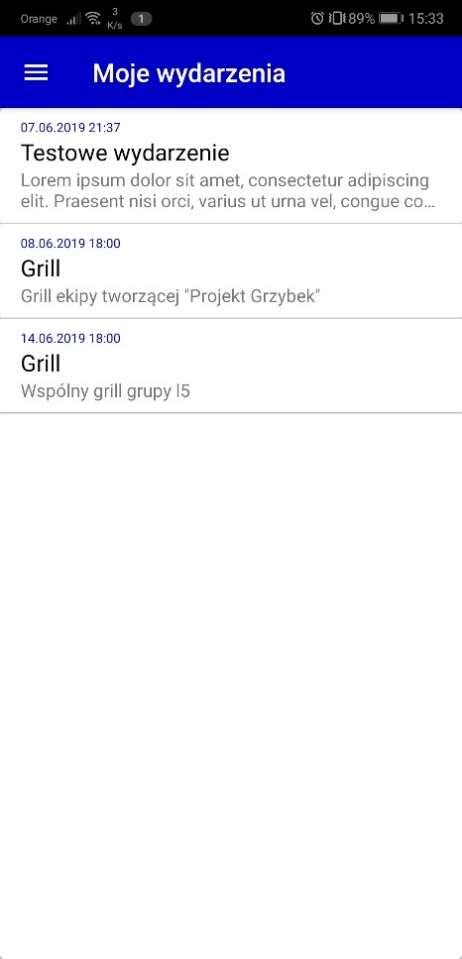 Orange 3 K/s 1 89% 15:33
Moje wydarzenia
07.06.2019 21:37
Testowe wydarzenie
Lorem ipsum dolor sit amet, consectetur adipiscing
elit. Praesent nisi orci, varius ut urna vel, congue co...
08.06.2019 18:00
Grill
Grill ekipy tworzącej "Projekt Grzybek"
14.06.2019 18:00
Grill
Wspólny grill grupy l5